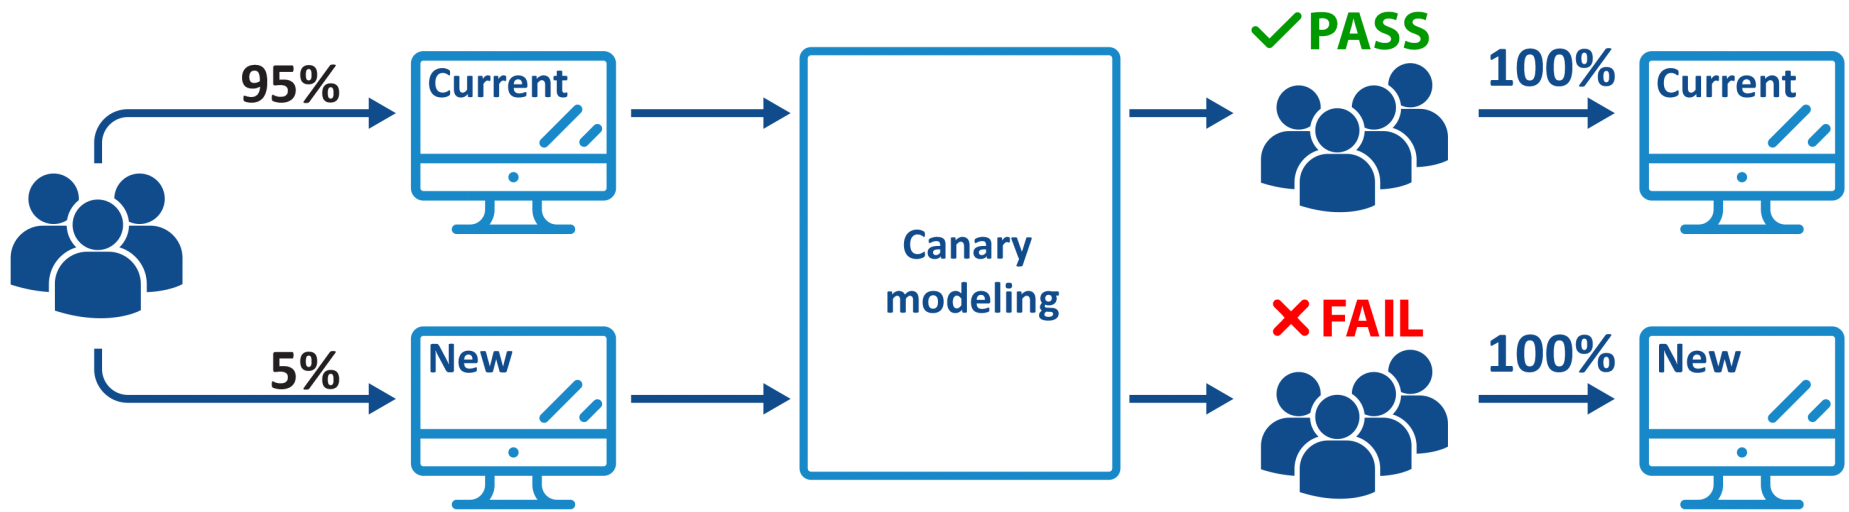 95%
Current
5%
New
Canary
modeling
PASS
100%
Current
FAIL
100%
New